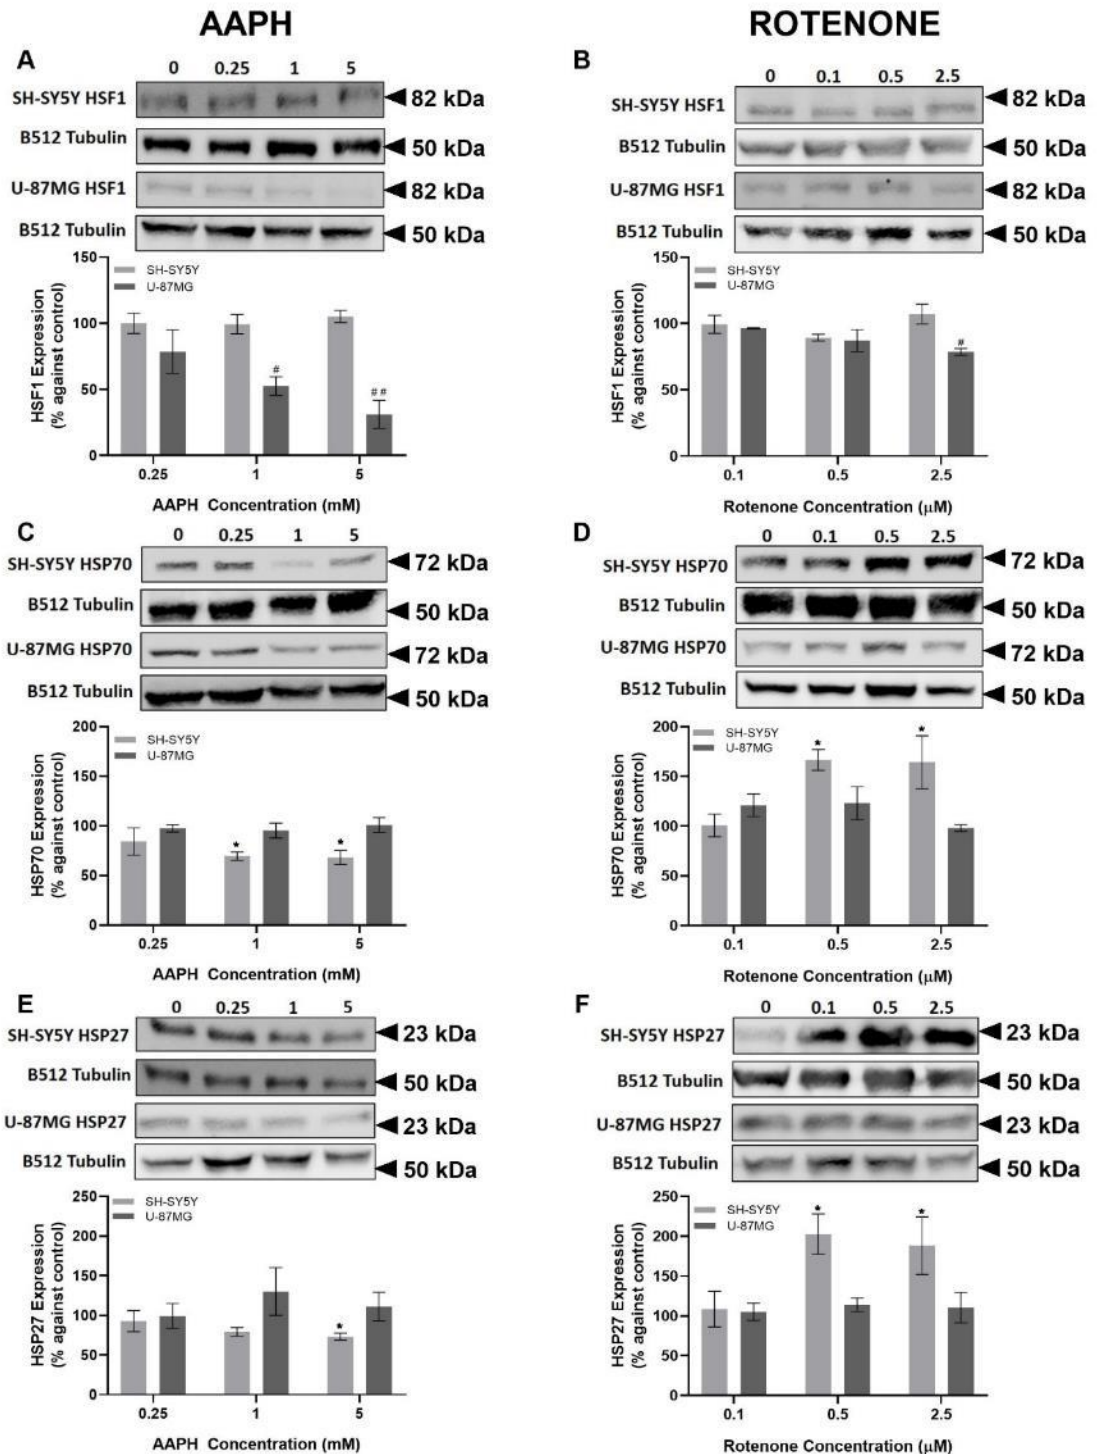 AAPH
ROTENONE
A
0 0.25 1 5
SH-SY5Y HSF1
82 kDa
B512 Tubulin
50 kDa
U-87MG HSF1
82 kDa
B512 Tubulin
50 kDa
150
100
50
0
HSF1 Expression
(% against control)
SH-SY5Y
U-87MG
#
##
0.25 1 5
AAPH Concentration (mM)
B
0 0.1 0.5 2.5
SH-SY5Y HSF1
82 kDa
B512 Tubulin
50 kDa
U-87MG HSF1
82 kDa
B512 Tubulin
50 kDa
150
100
50
0
HSF1 Expression
(% against control)
SH-SY5Y
U-87MG
#
0.1 0.5 2.5
Rotenone Concentration (μM)
C
0 0.25 1 5
SH-SY5Y HSP70
72 kDa
B512 Tubulin
50 kDa
U-87MG HSP70
72 kDa
B512 Tubulin
50 kDa
200
150
100
50
0
HSP70 Expression
(% against control)
SH-SY5Y
U-87MG
* *
0.25 1 5
AAPH Concentration (mM)
D
0 0.1 0.5 2.5
SH-SY5Y HSP70
72 kDa
B512 Tubulin
50 kDa
U-87MG HSP70
72 kDa
B512 Tubulin
50 kDa
200
150
100
50
0
HSP70 Expression
(% against control)
SH-SY5Y
U-87MG
* *
0.1 0.5 2.5
Rotenone Concentration (μM)
E
0 0.25 1 5
SH-SY5Y HSP27
23 kDa
B512 Tubulin
50 kDa
U-87MG HSP27
23 kDa
B512 Tubulin
50 kDa
250
200
150
100
50
0
HSP27 Expression
(% against control)
SH-SY5Y
U-87MG
*
0.25 1 5
AAPH Concentration (mM)
F
0 0.1 0.5 2.5
SH-SY5Y HSP27
23 kDa
B512 Tubulin
50 kDa
U-87MG HSP27
23 kDa
B512 Tubulin
50 kDa
250
200
150
100
50
0
HSP27 Expression
(% against control)
SH-SY5Y
U-87MG
* *
0.1 0.5 2.5
Rotenone Concentration (μM)